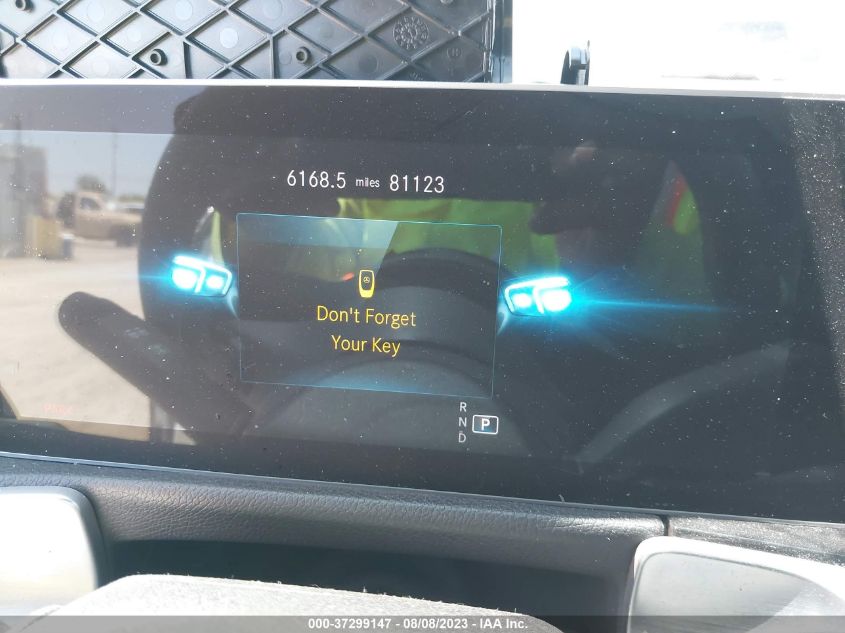 6168.5 miles 81123
Don't Forget
Your Key
R
N P
D
000-37299147 - 08/08/2023 - IAA Inc.